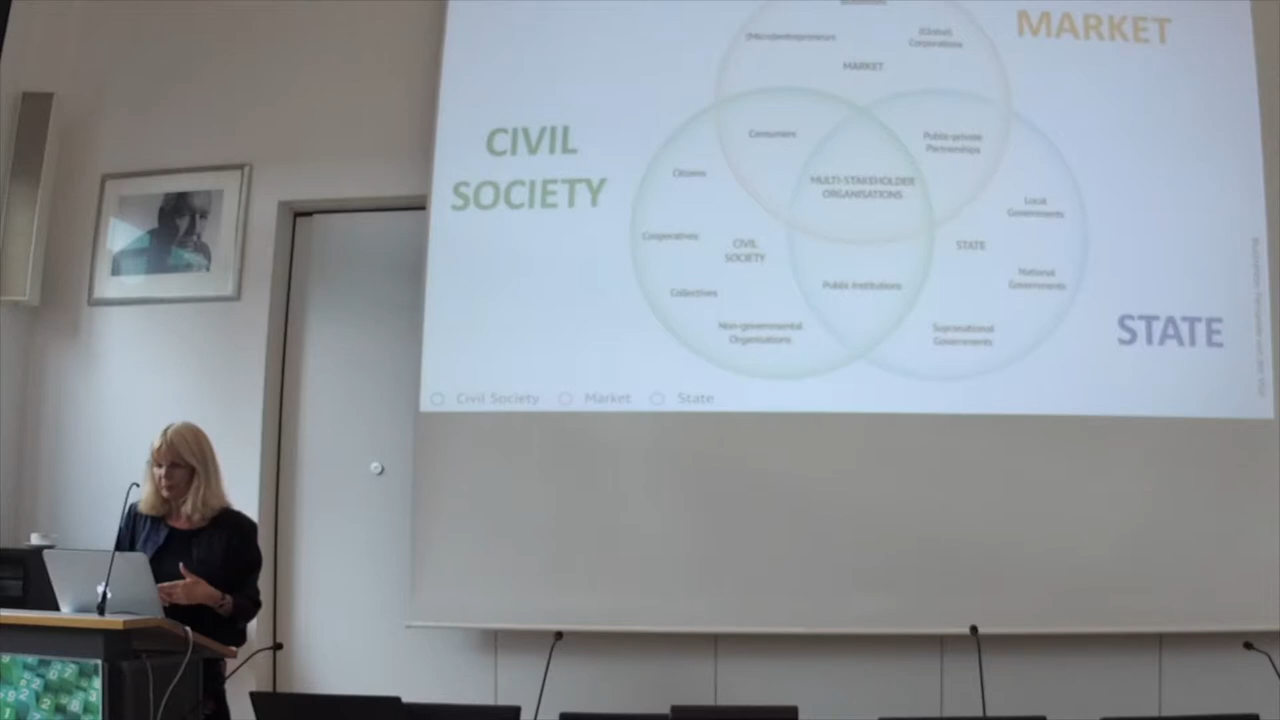 MARKET
(Micro)entrepreneurs
(Global)
Corporations
MARKET
CIVIL
SOCIETY
Consumers
Public-private
Partnerships
Citizens
MULTI-STAKEHOLDER
ORGANISATIONS
Local
Governments
Cooperatives
CIVIL
SOCIETY
STATE
Collectives
Public Institutions
National
Governments
Non-governmental
Organisations
Supranational
Governments
STATE
Civil Society
Market
State